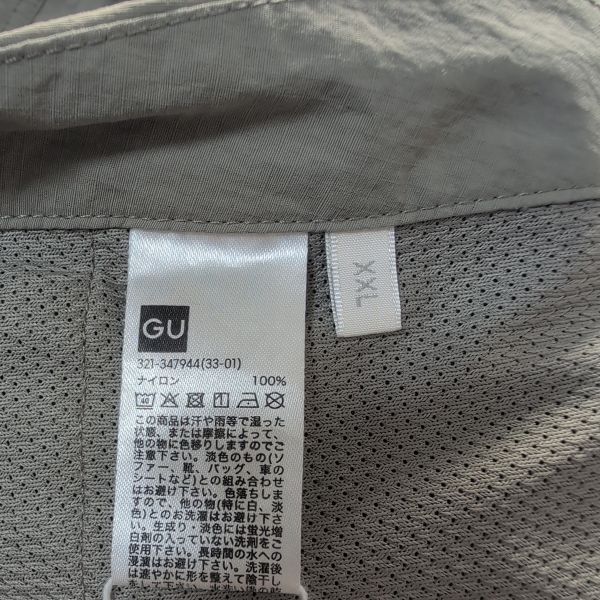 GU
XXL
321-347944(33-01)
ナイロン 100%
40
この商品は汗や雨等で湿った
状態、または摩擦によって、
他の物に色移りしますのでご
注意下さい。淡色のもの(ソ
ファー、靴、バッグ、車の
シートなど)との組み合わせ
はお避け下さい。色落ちしま
すので、他の物(特に白、淡
色)とのお洗濯はお避け下さ
い。生成り・淡色には蛍光増
白剤の入っていない洗剤をご
使用下さい。長時間の水への
浸漬はお避け下さい。洗濯後
は速やかに形を整えて陰干し